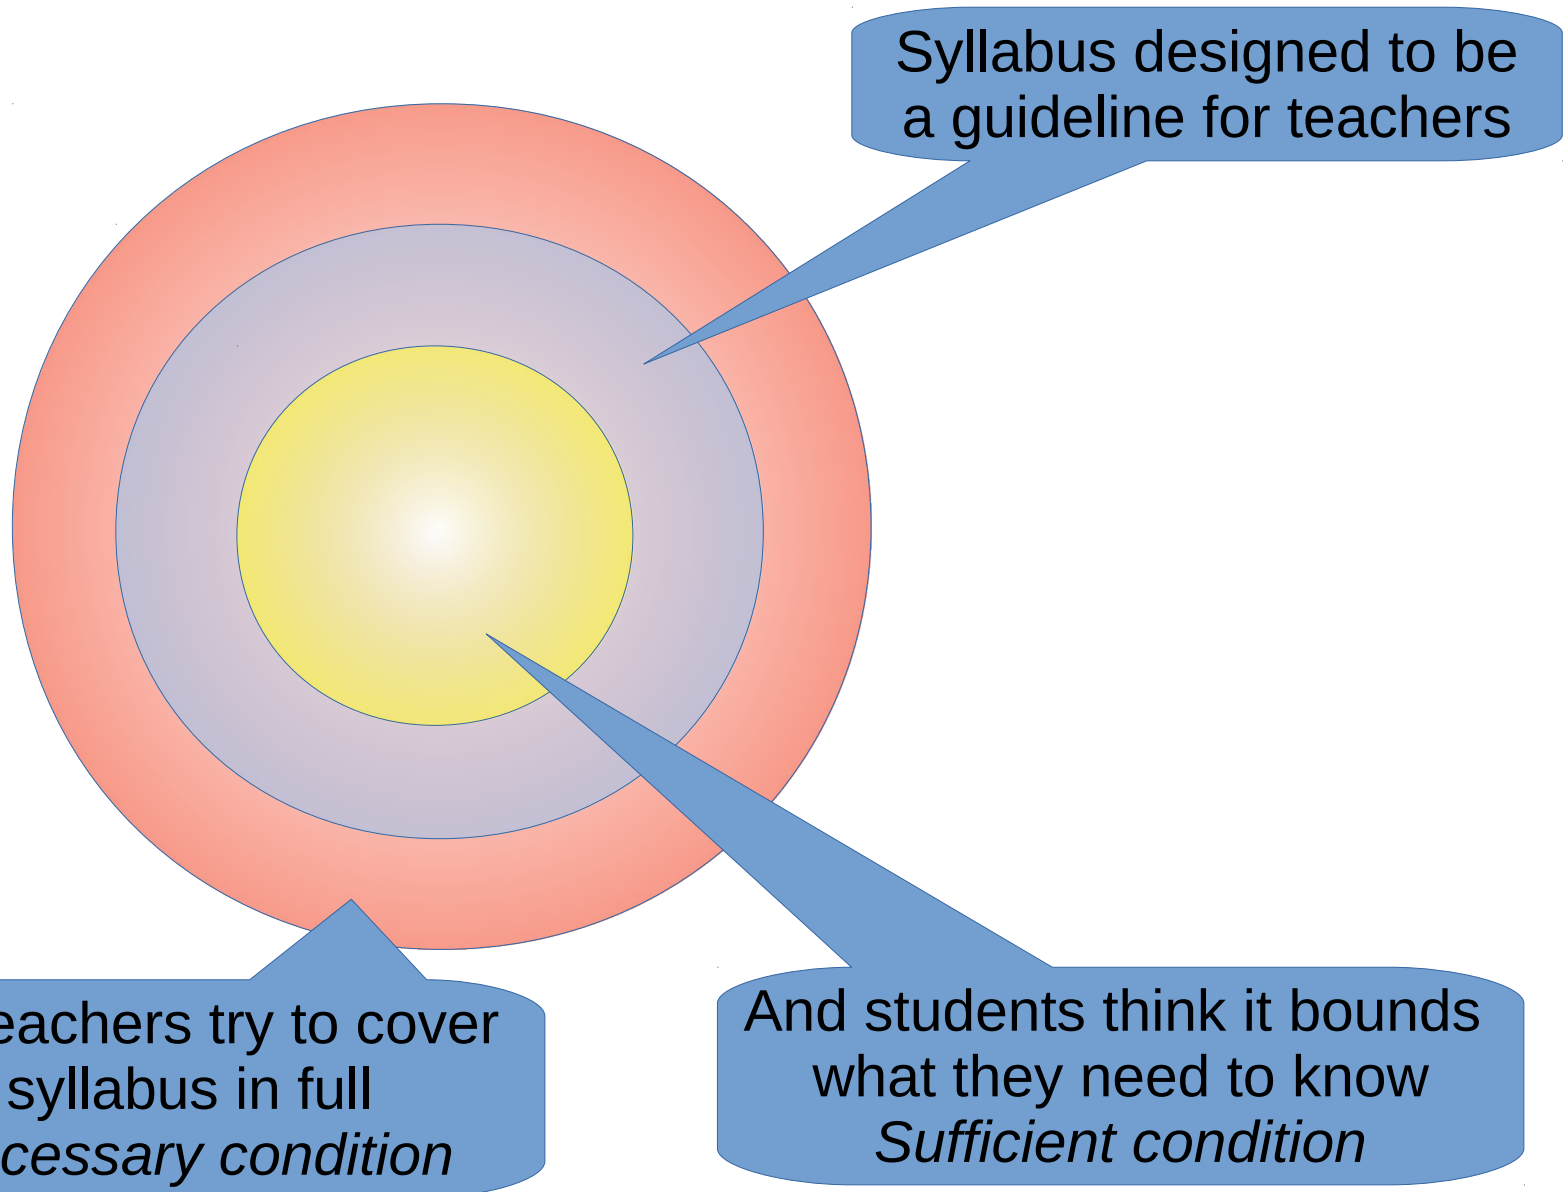 Syllabus designed to be
a guideline for teachers
eachers try to cover
syllabus in full
cessary condition
And students think it bounds
what they need to know
Sufficient condition